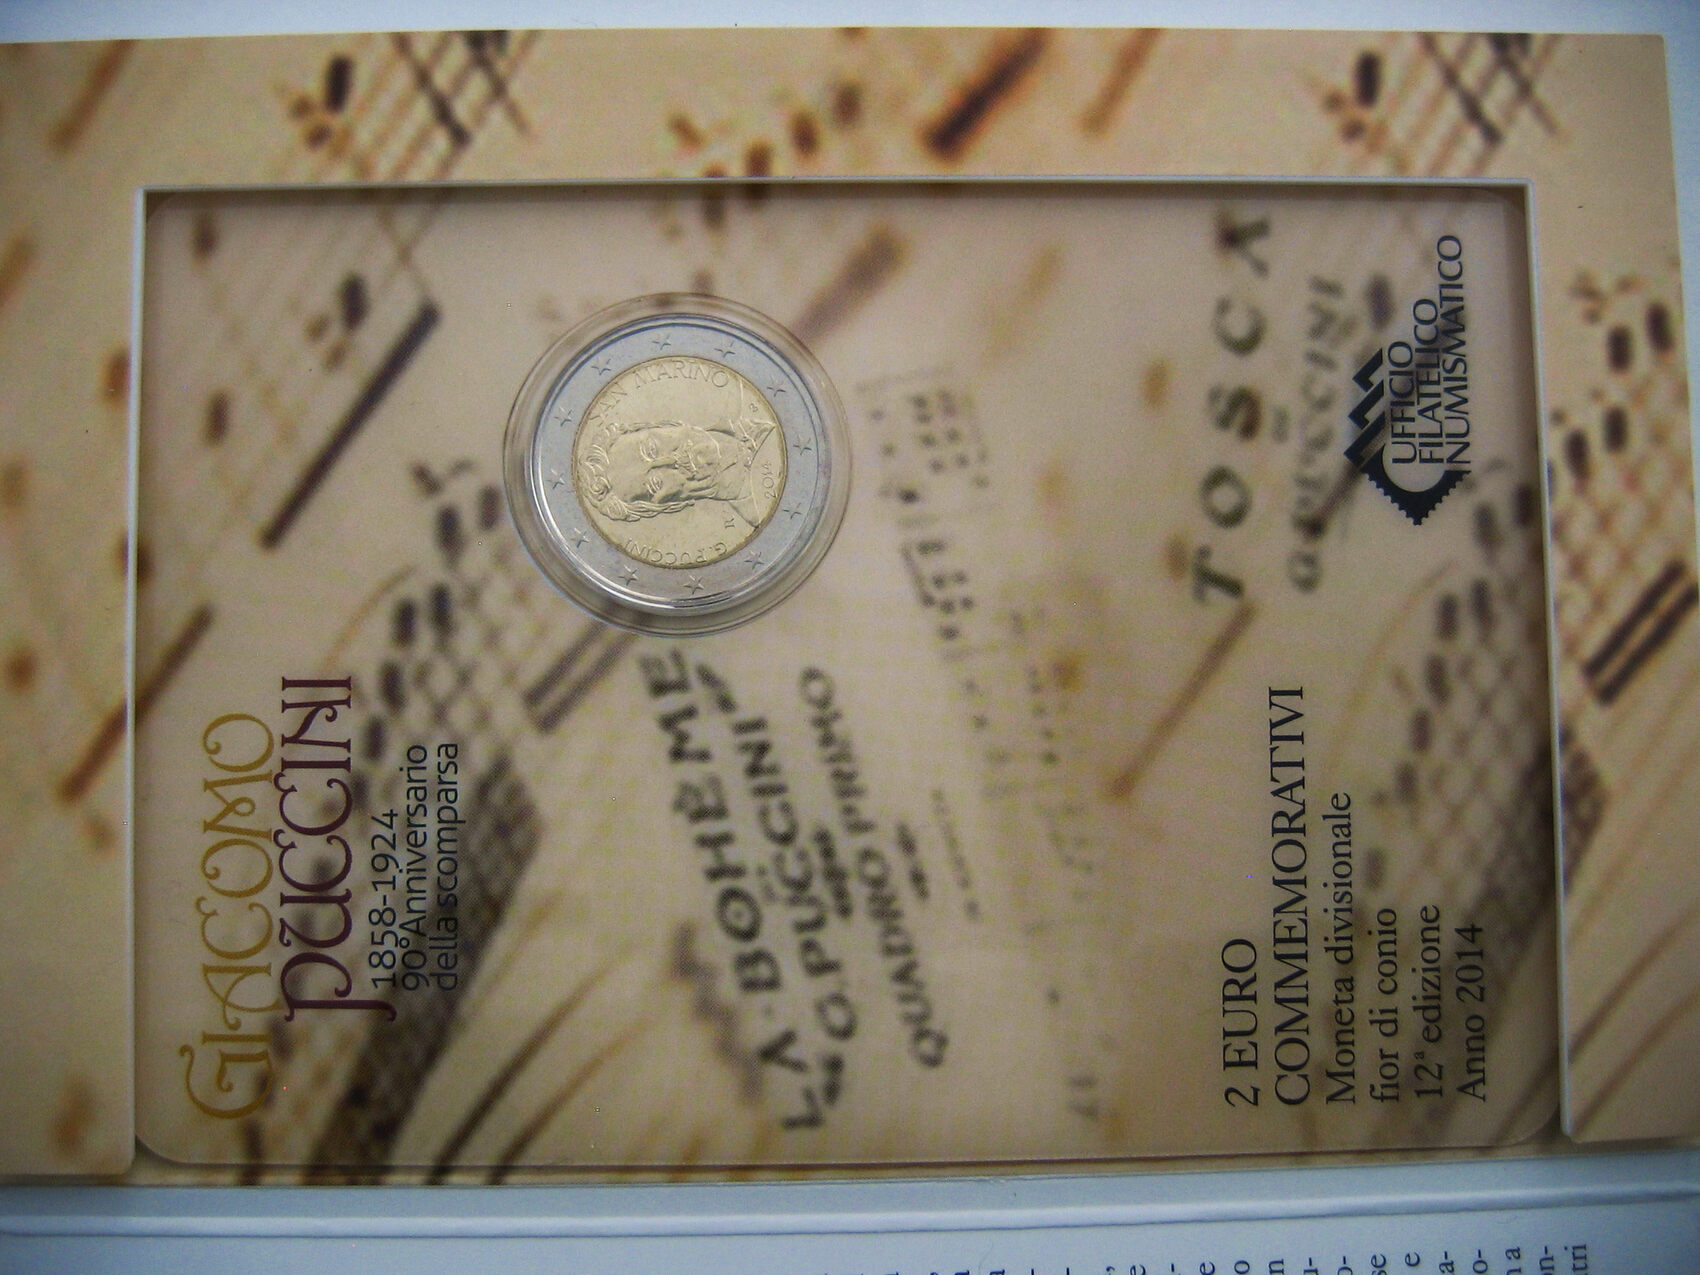 GIACOMO
PUCCINI
1858-1924
90° Anniversario
della scomparsa
SAN MARINO
G. PUCCINI
2014
R
LA·BOHÈME
G. PUCCINI
QUADRO PRIMO
TOSCA
G. PUCCINI
UFFICIO
FILATELICO
NUMISMATICO
2 EURO
COMMEMORATIVI
Moneta divisionale
fior di conio
12ª edizione
Anno 2014